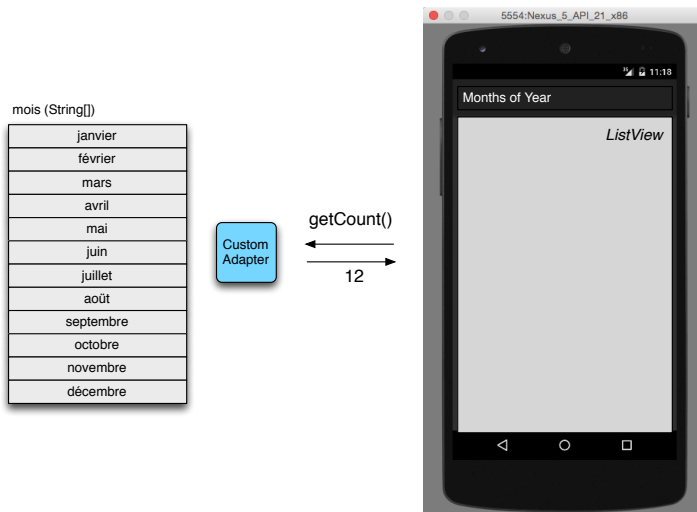 5554:Nexus_5_API_21_x86
11:18
Months of Year
ListView
mois (String[])
janvier
février
mars
avril
mai
juin
juillet
août
septembre
octobre
novembre
décembre
Custom
Adapter
getCount()
12